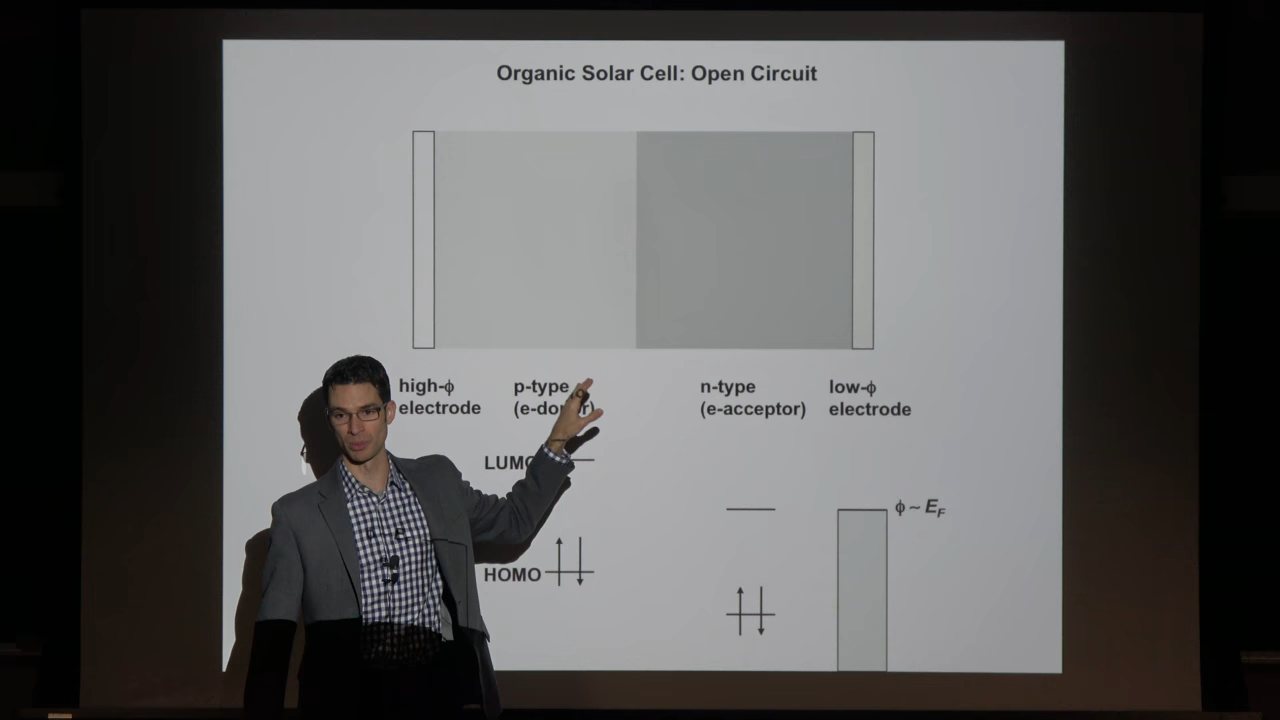 Organic Solar Cell: Open Circuit
high-ϕ
electrode
p-type
n-type
(e-acceptor)
low-ϕ
electrode
ϕ ~ E_F
HOMO